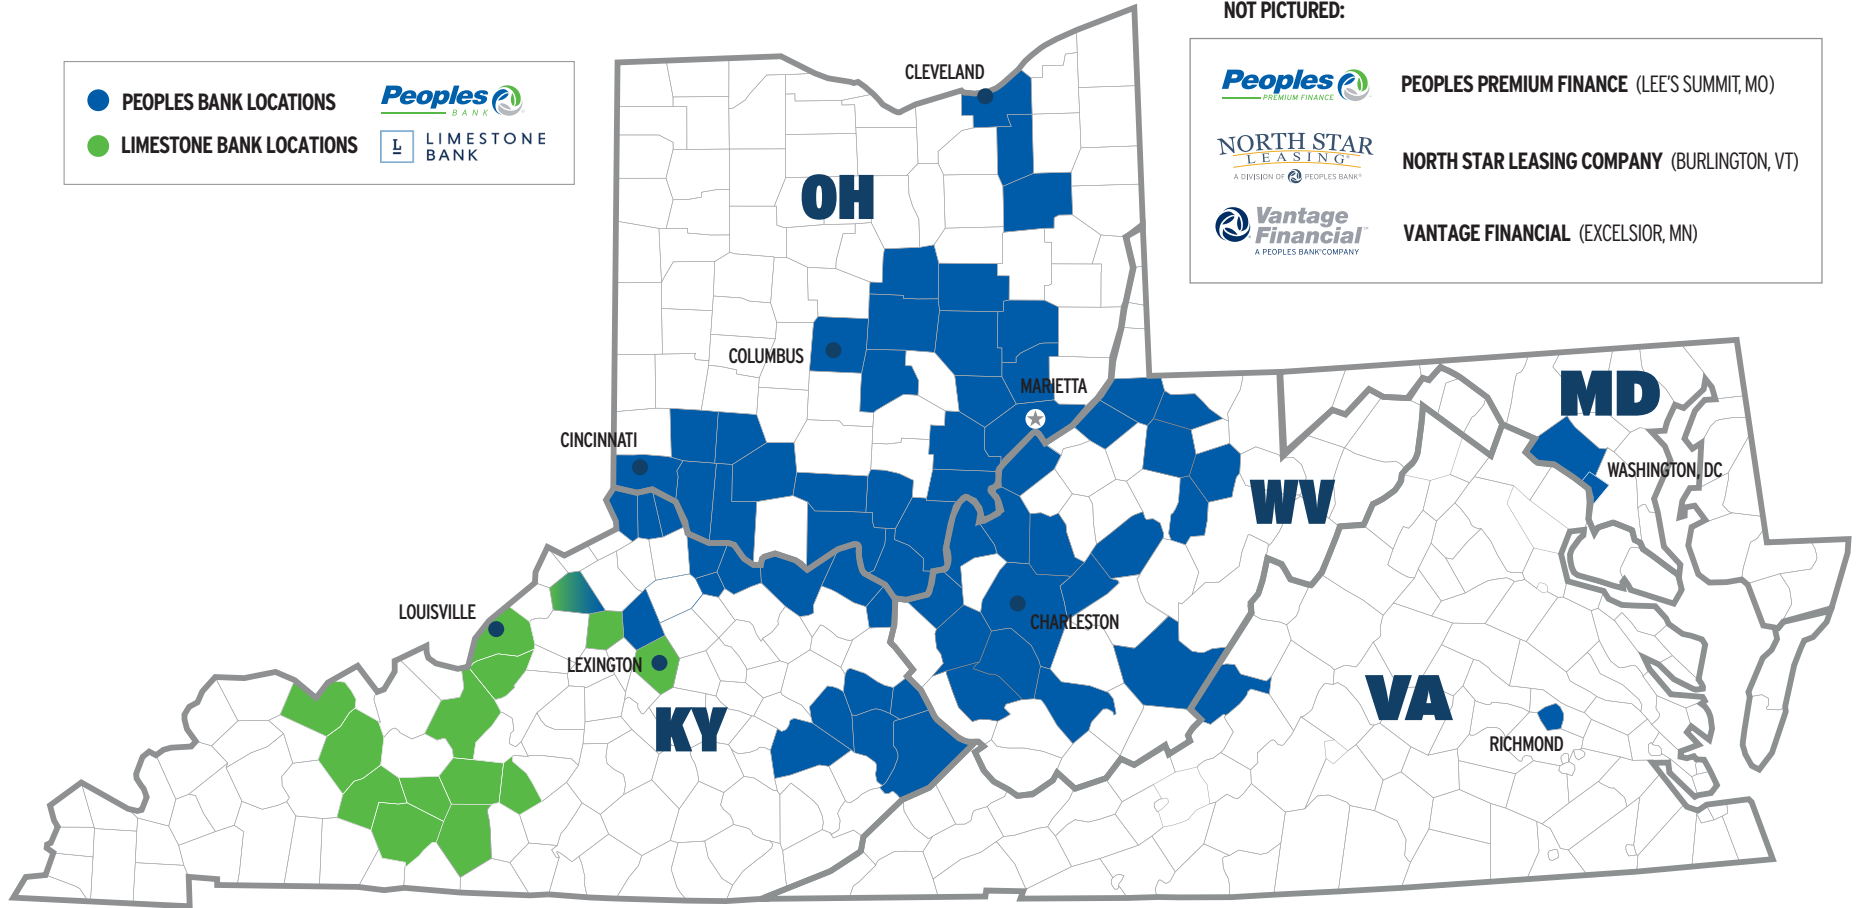 NOT PICTURED:
PEOPLES BANK LOCATIONS
Peoples
BANK
LIMESTONE BANK LOCATIONS
L
LIMESTONE
BANK
Peoples
PREMIUM FINANCE
PEOPLES PREMIUM FINANCE (LEE'S SUMMIT, MO)
NORTH STAR
LEASING
A DIVISION OF PEOPLES BANK®
NORTH STAR LEASING COMPANY (BURLINGTON, VT)
Vantage
Financial
A PEOPLES BANK® COMPANY
VANTAGE FINANCIAL (EXCELSIOR, MN)
CLEVELAND
OH
COLUMBUS
MARIETTA
MD
CINCINNATI
WASHINGTON, DC
WV
LOUISVILLE
CHARLESTON
LEXINGTON
KY
VA
RICHMOND